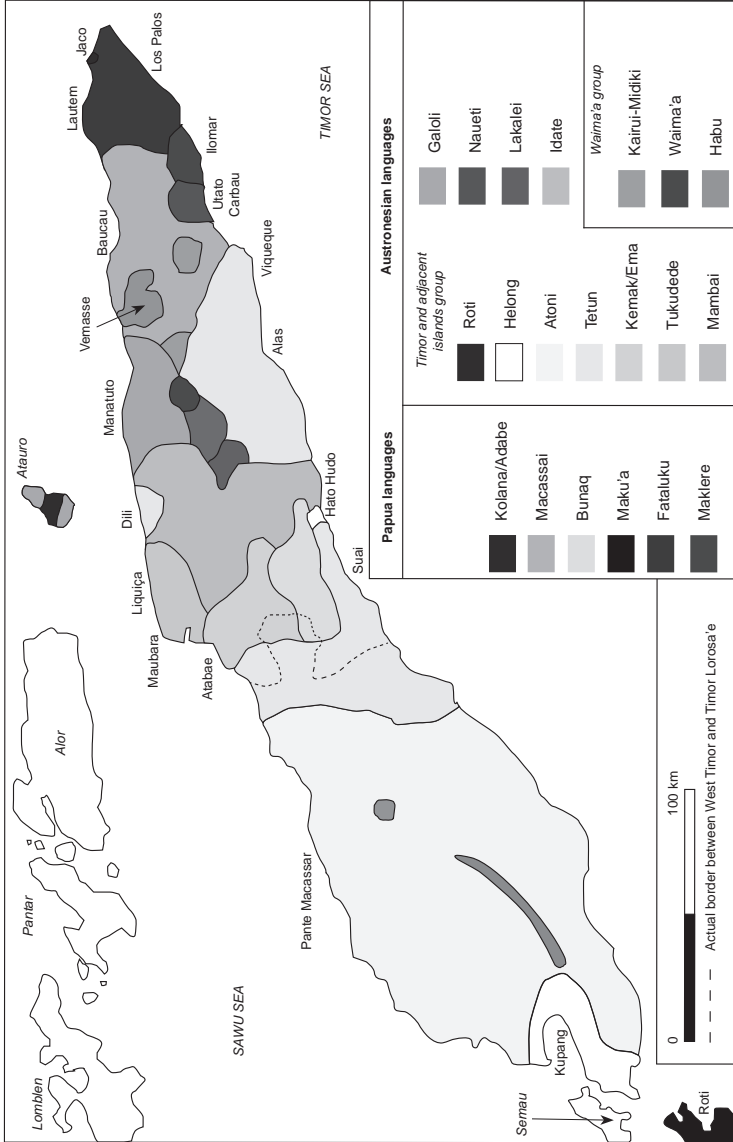 Lomblen
Pantar
Alor
Atauro
SAWU SEA
TIMOR SEA
Jaco
Lautem
Los Palos
Ilomar
Baucau
Utato
Carbau
Vemasse
Viqueque
Manatuto
Alas
Dili
Hato Hudo
Liquiça
Maubara
Suai
Atabae
Pante Macassar
Kupang
Semau
Roti
0
100 km
Actual border between West Timor and Timor Lorosa'e
Papua languages
Kolana/Adabe
Macassai
Bunaq
Maku'a
Fataluku
Maklere
Austronesian languages
Timor and adjacent
islands group
Roti
Helong
Atoni
Tetun
Kemak/Ema
Tukudede
Mambai
Galoli
Naueti
Lakalei
Idate
Waima'a group
Kairui-Midiki
Waima'a
Habu